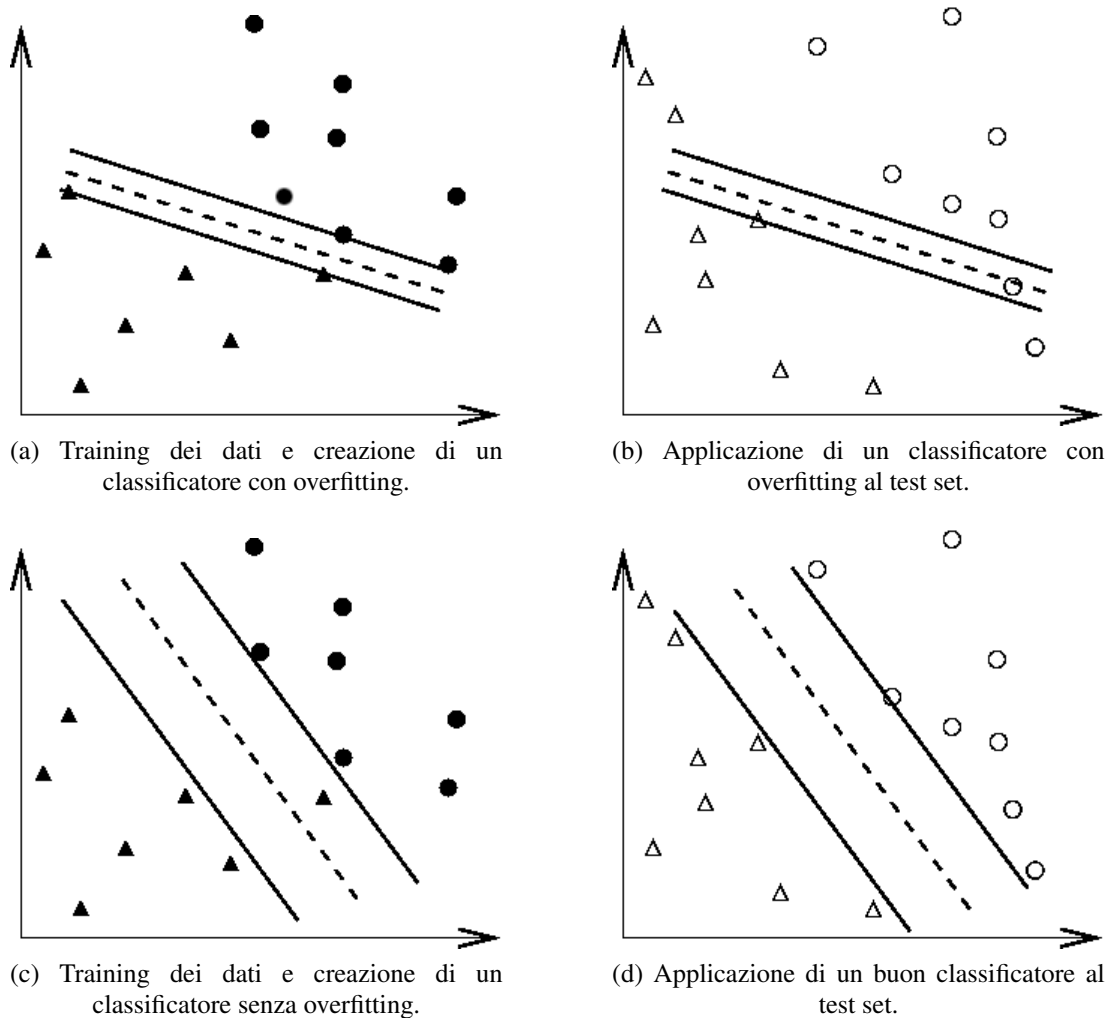 (a) Training dei dati e creazione di un
classificatore con overfitting.
(b) Applicazione di un classificatore con
overfitting al test set.
(c) Training dei dati e creazione di un
classificatore senza overfitting.
(d) Applicazione di un buon classificatore al
test set.